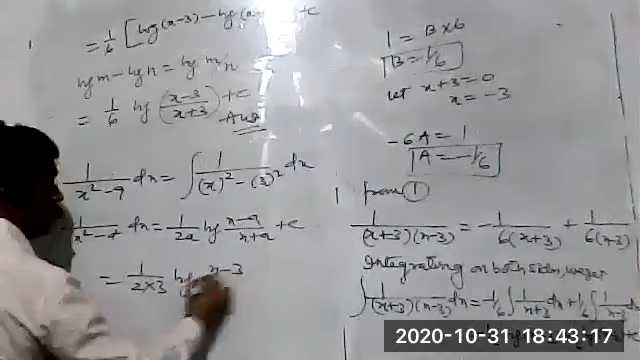 = 1/6 [log(x-3) - log(x
+c
log m - log n = log m/n
= 1/6 log (x-3 / x+3) + c
Ans
1/(x²-9) dx = ∫ 1/((x)²-(3)²) dx
dx = 1/2a log (x-a)/(x+a) + c
= 1/(2×3) log x-3
1 = B×6
B = 1/6
let x+3=0
x = -3
-6A = 1
A = -1/6
from ①
1/((x+3)(x-3)) = -1/(6(x+3)) + 1/(6(x-3))
Integrating on both sides, we get
∫ 1/((x+3)(x-3)) dx = -1/6 ∫ 1/(x+3) dx + 1/6 ∫ 1/(x-3) dx
2020-10-31 18:43:17